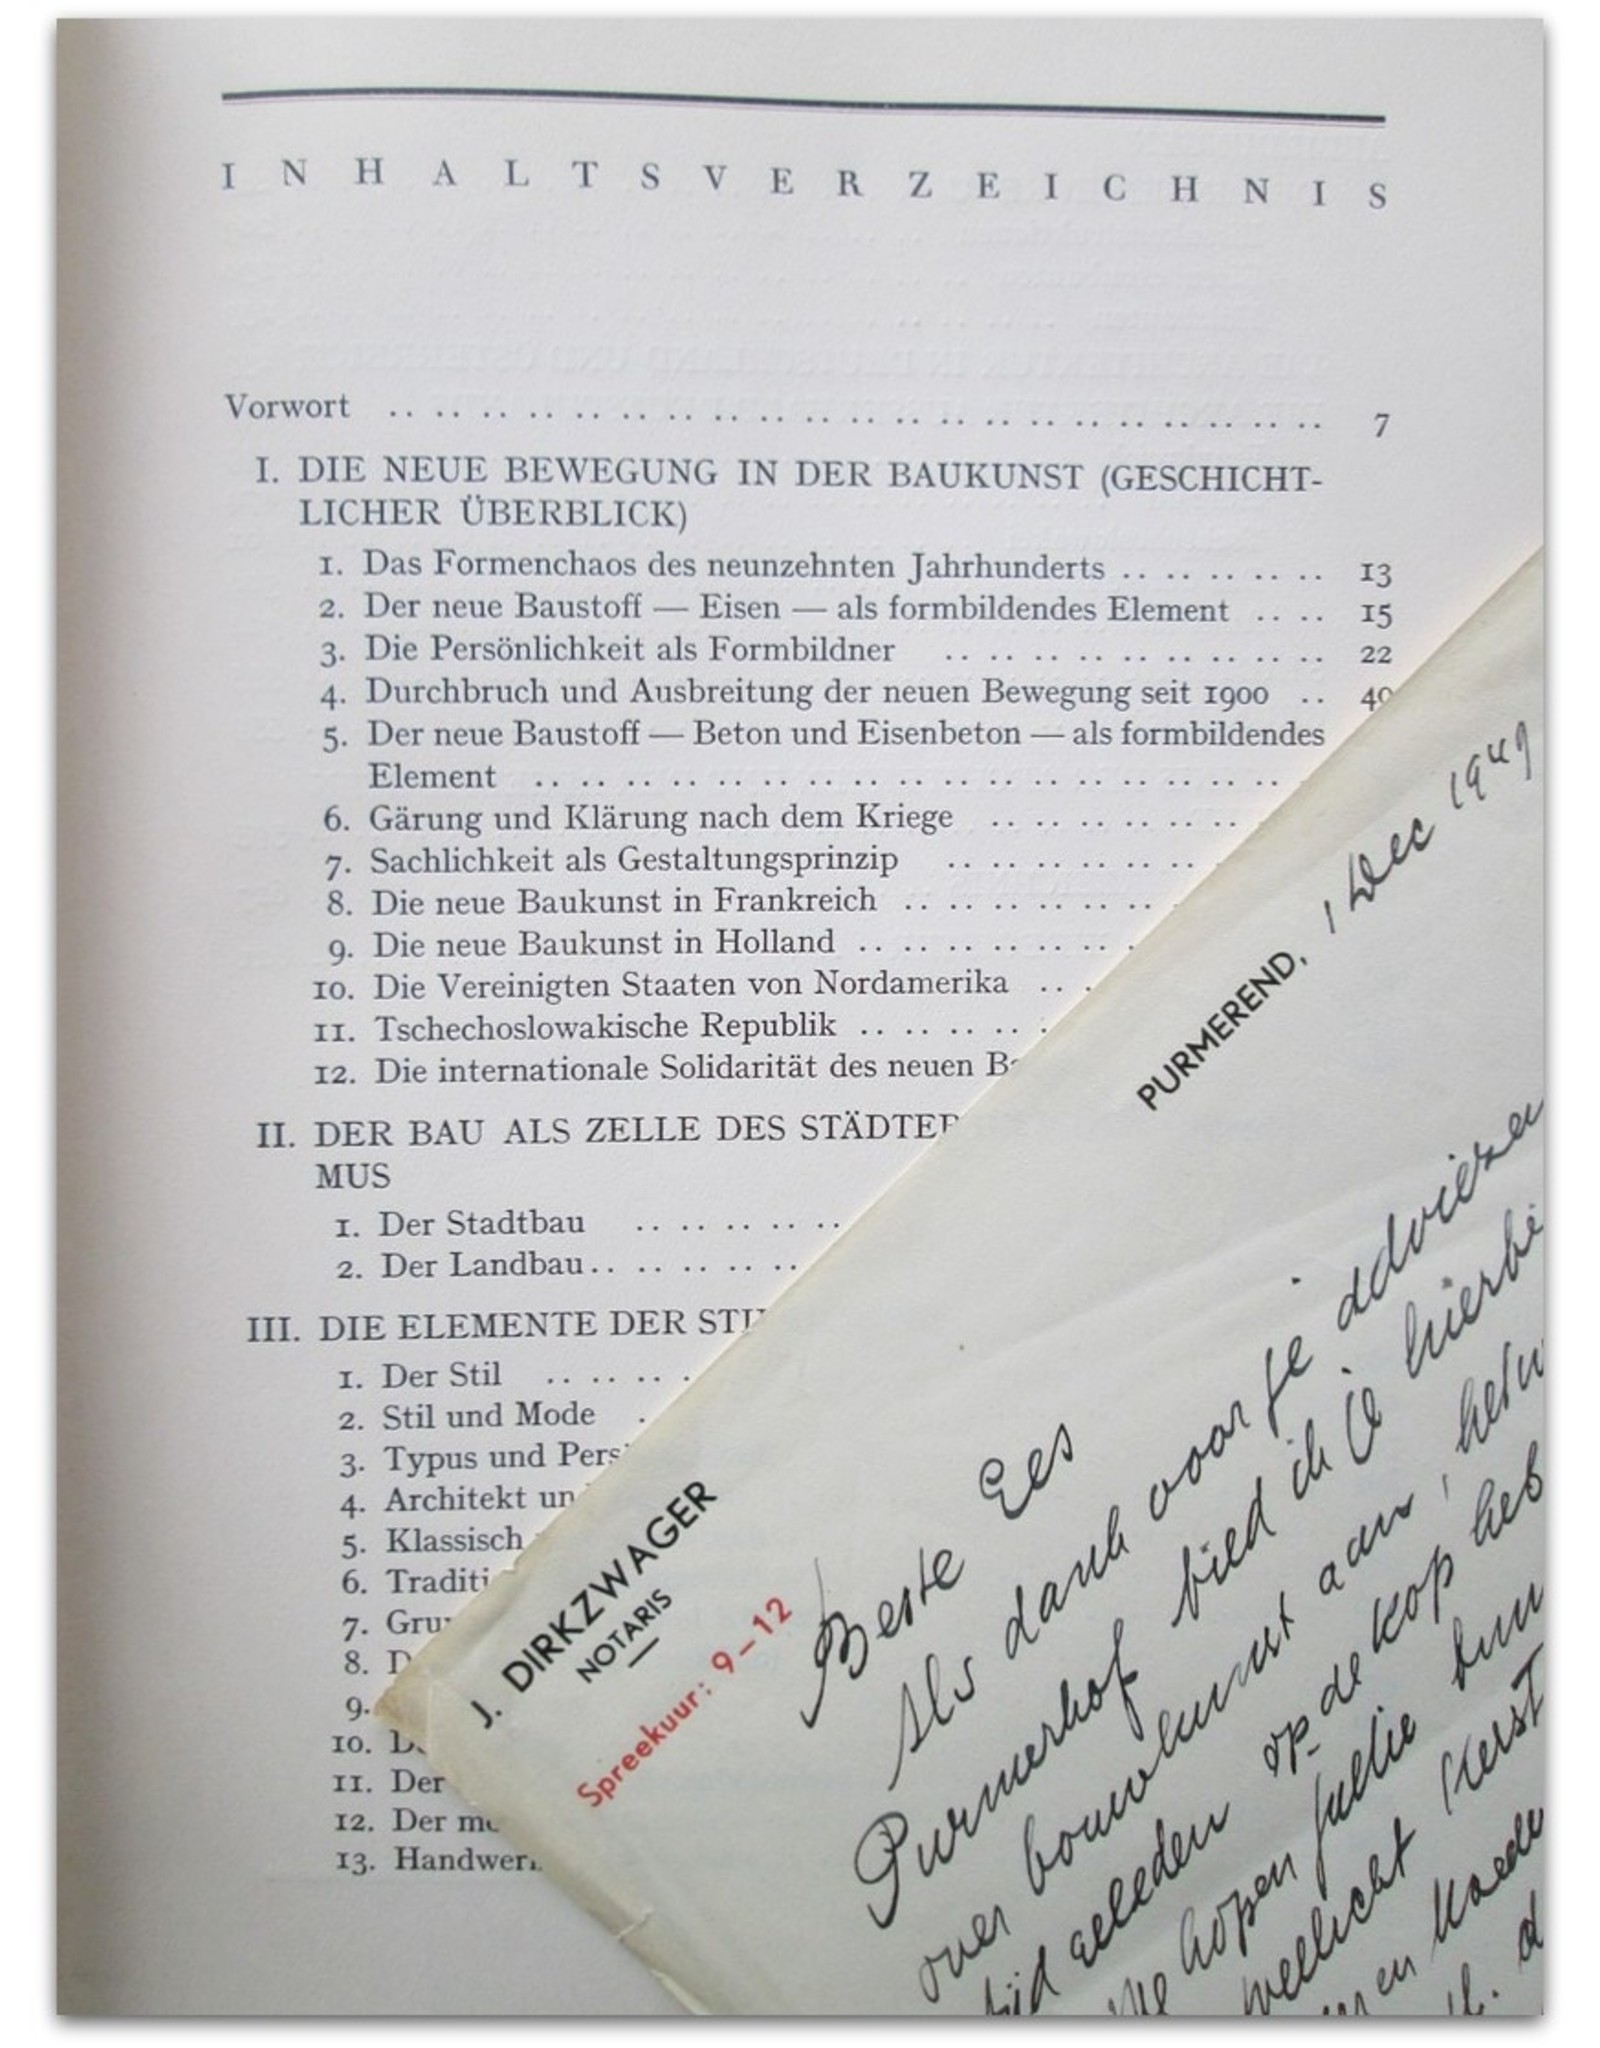 INHALTSVERZEICHNIS
Vorwort .. .. .. .. .. .. .. .. .. .. .. .. .. .. .. .. .. .. .. .. .. 7
I. DIE NEUE BEWEGUNG IN DER BAUKUNST (GESCHICHT-
LICHER ÜBERBLICK)
1. Das Formenchaos des neunzehnten Jahrhunderts .. .. .. .. .. 13
2. Der neue Baustoff — Eisen — als formbildendes Element .. .. 15
3. Die Persönlichkeit als Formbildner .. .. .. .. .. .. .. .. .. 22
4. Durchbruch und Ausbreitung der neuen Bewegung seit 1900 .. 40
5. Der neue Baustoff — Beton und Eisenbeton — als formbildendes
Element .. .. .. .. .. .. .. .. .. .. .. .. .. .. .. .. ..
6. Gärung und Klärung nach dem Kriege .. .. .. .. .. ..
7. Sachlichkeit als Gestaltungsprinzip .. .. .. .. .. ..
8. Die neue Baukunst in Frankreich .. .. .. .. .. ..
9. Die neue Baukunst in Holland .. .. .. .. .. ..
10. Die Vereinigten Staaten von Nordamerika .. ..
11. Tschechoslowakische Republik .. .. .. .. ..
12. Die internationale Solidarität des neuen
II. DER BAU ALS ZELLE DES
MUS
1. Der Stadtbau .. .. .. .. ..
2. Der Landbau .. .. .. .. ..
III. DIE ELEMENTE DER
1. Der Stil .. .. .. ..
2. Stil und Mode .
3. Typus und
4. Architekt
5. Klassisch
6.
7.
8.
9.
10.
11. Der
12. Der
13.
PURMEREND, 1 Dec 1949
J. DIRKZWAGER
NOTARIS
Spreekuur: 9–12
Beste Ees
Als dank voor je adviezen
Purmerhof bied ik U
over bouwkunst aan,
tijd geleden op de kop heb
We hopen jullie
wellicht Kerst
en